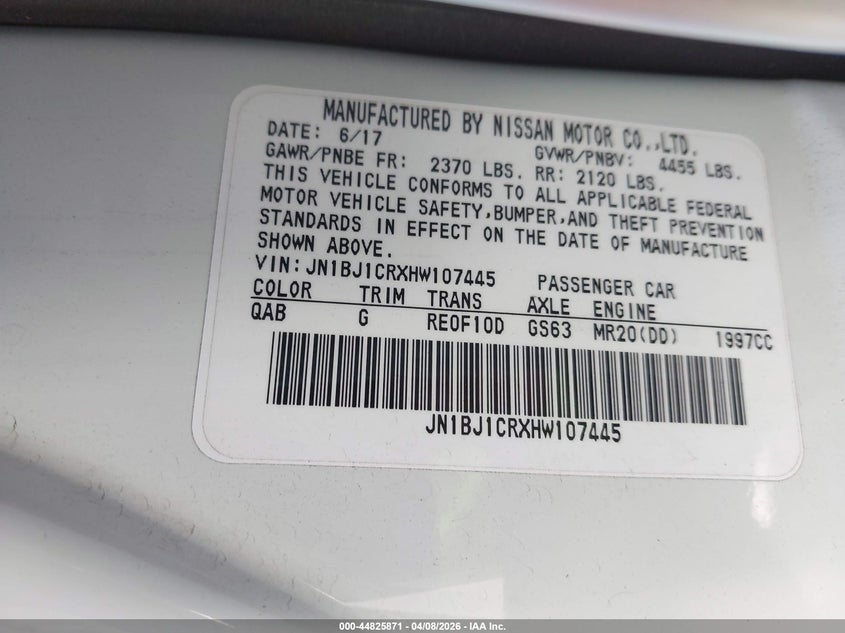 MANUFACTURED BY NISSAN MOTOR CO.,LTD.
DATE: 6/17 GVWR/PNBV: 4455 LBS.
GAWR/PNBE FR: 2370 LBS. RR: 2120 LBS.
THIS VEHICLE CONFORMS TO ALL APPLICABLE FEDERAL
MOTOR VEHICLE SAFETY,BUMPER,AND THEFT PREVENTION
STANDARDS IN EFFECT ON THE DATE OF MANUFACTURE
SHOWN ABOVE.
VIN:JN1BJ1CRXHW107445 PASSENGER CAR
COLOR TRIM TRANS AXLE ENGINE
QAB G RE0F10D GS63 MR20(DD) 1997CC
JN1BJ1CRXHW107445
000-44825871 | 04/08/2026 | IAA Inc.